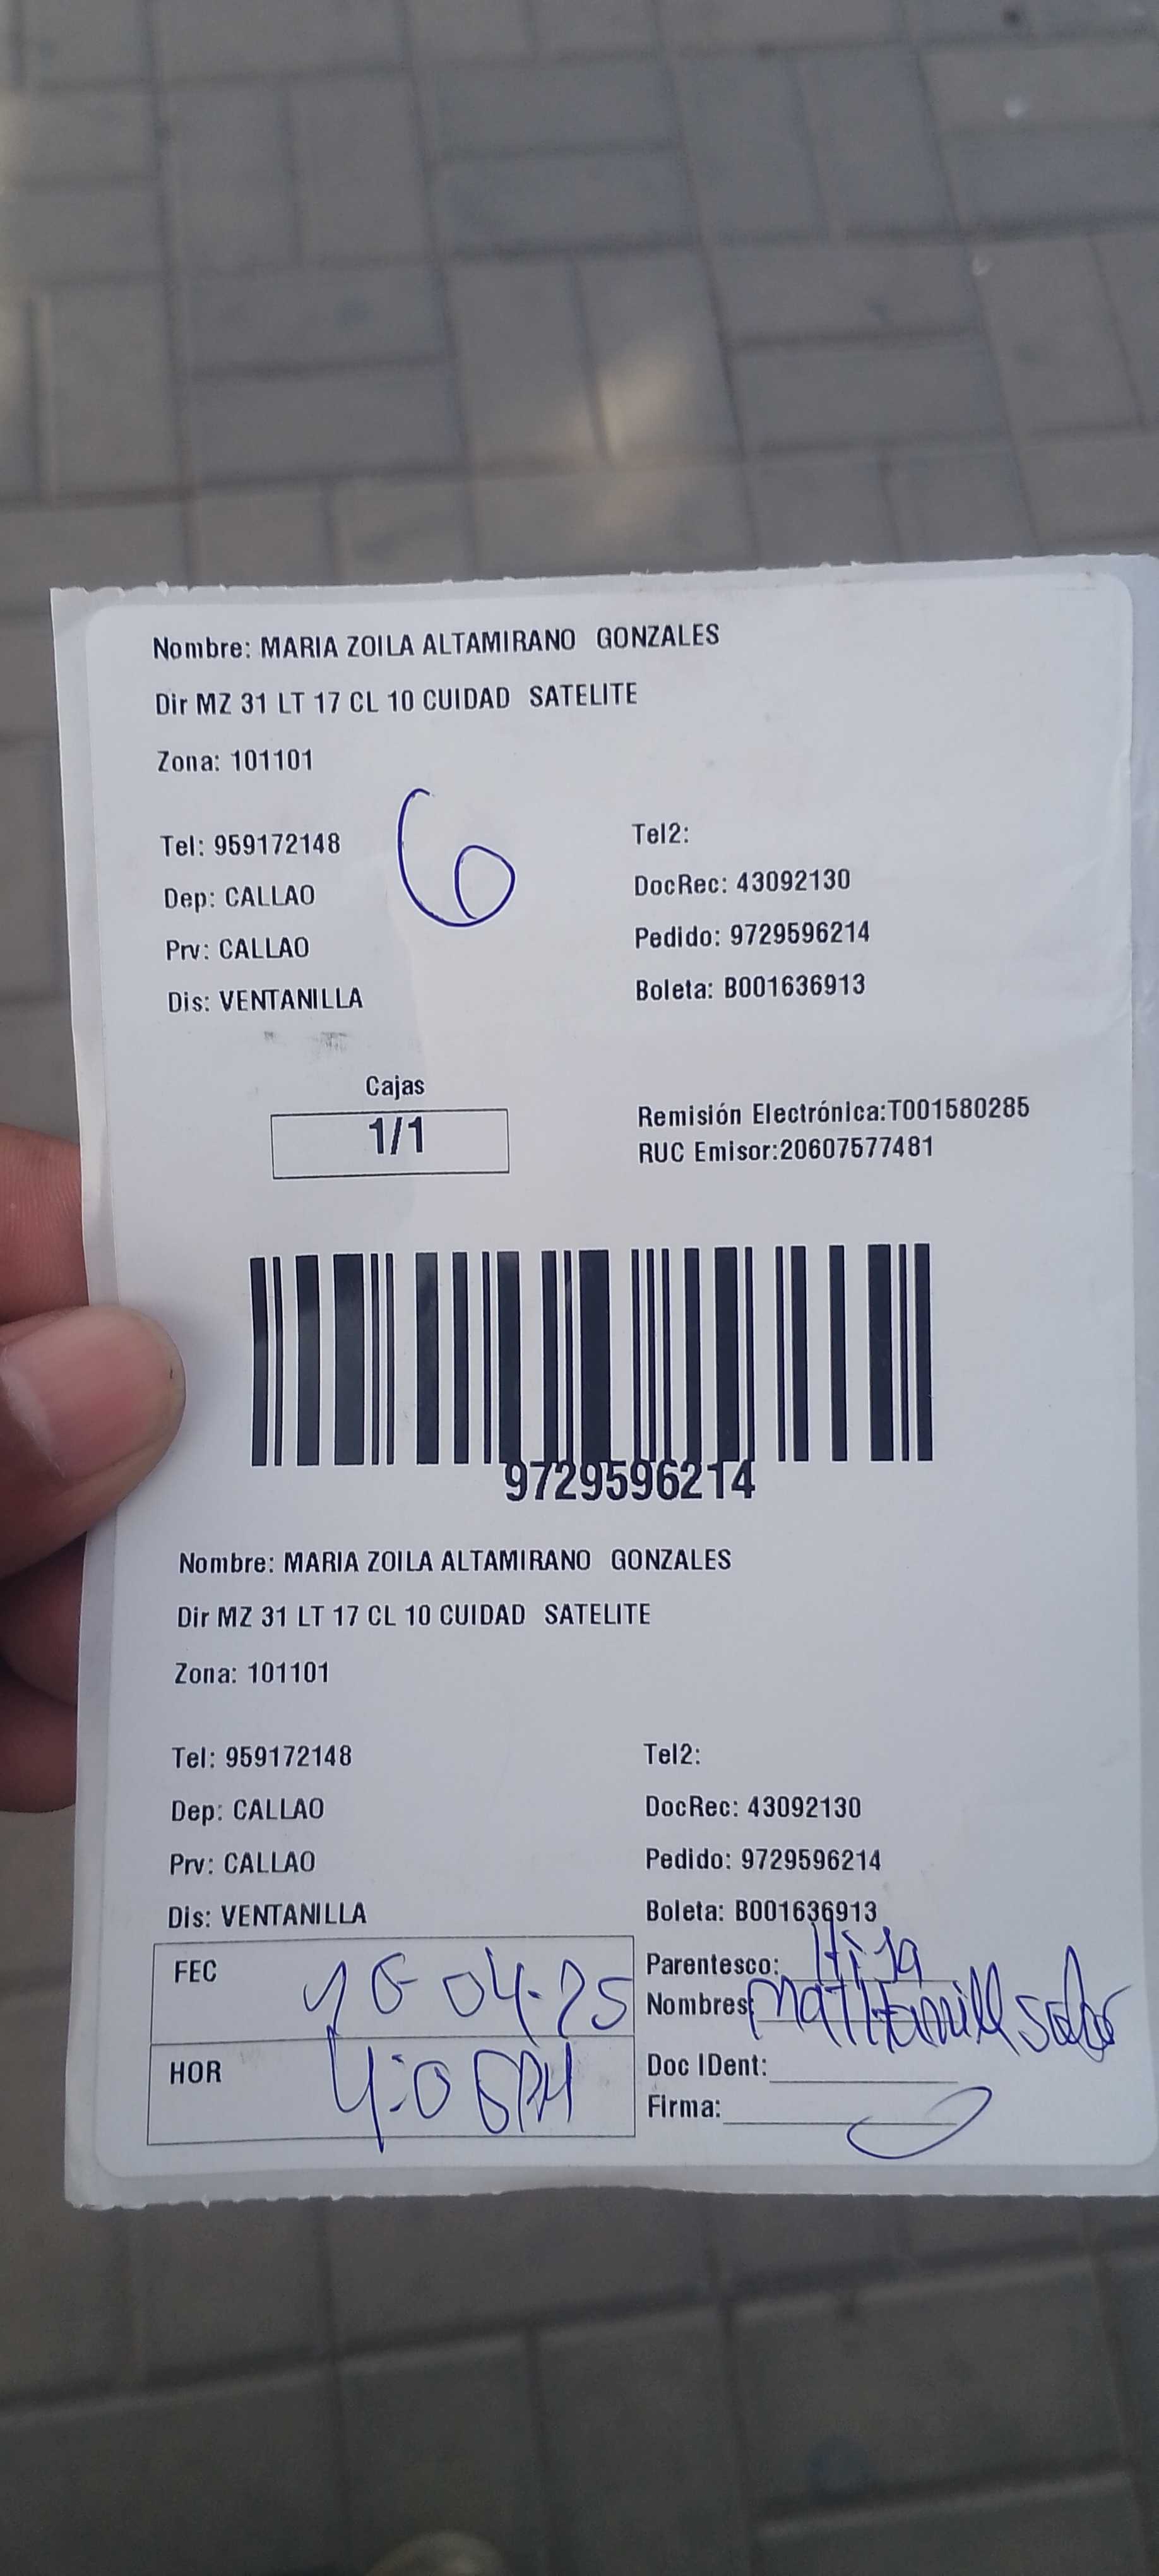 Nombre: MARIA ZOILA ALTAMIRANO GONZALES
Dir MZ 31 LT 17 CL 10 CUIDAD SATELITE
Zona: 101101
6
Tel: 959172148 Tel2:
Dep: CALLAO DocRec: 43092130
Prv: CALLAO Pedido: 9729596214
Dis: VENTANILLA Boleta: B001636913
Cajas
1/1
Remisión Electrónica:T001580285
RUC Emisor:20607577481
9729596214
Nombre: MARIA ZOILA ALTAMIRANO GONZALES
Dir MZ 31 LT 17 CL 10 CUIDAD SATELITE
Zona: 101101
Tel: 959172148 Tel2:
Dep: CALLAO DocRec: 43092130
Prv: CALLAO Pedido: 9729596214
Dis: VENTANILLA Boleta: B001636913
FEC 04-25
Parentesco: Hija
Nombres:
HOR 4:05PM
Doc IDent:
Firma: